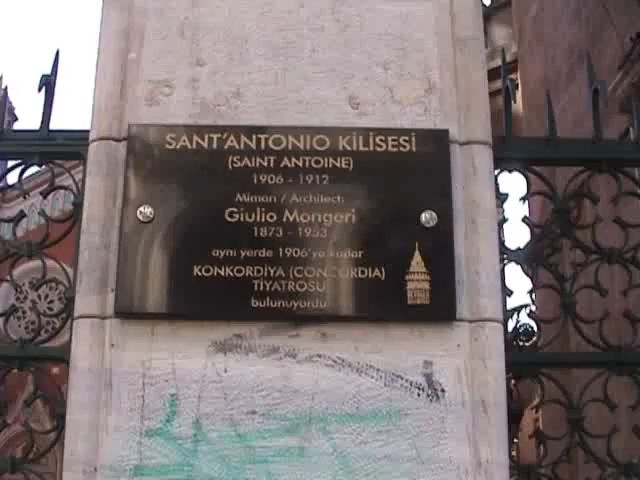 SANT'ANTONIO KİLİSESİ
(SAINT ANTOINE)
1906 - 1912
Mimarı / Architect:
Giulio Mongeri
1873 - 1953
aynı yerde 1906'ya kadar
KONKORDİYA (CONCORDIA)
TİYATROSU
bulunuyordu